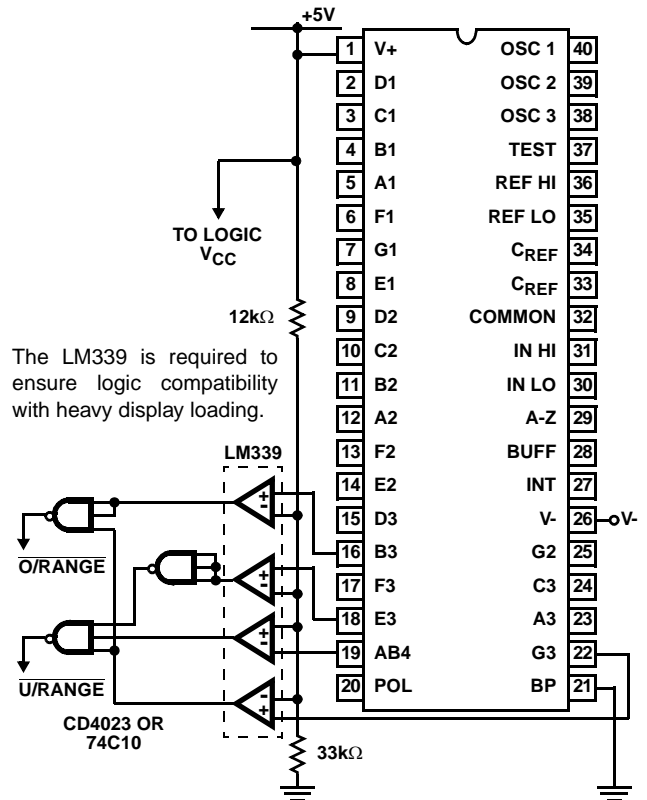 +5V
1 V+ OSC 1 40
2 D1 OSC 2 39
3 C1 OSC 3 38
4 B1 TEST 37
5 A1 REF HI 36
6 F1 REF LO 35
7 G1 CREF 34
8 E1 CREF 33
9 D2 COMMON 32
10 C2 IN HI 31
11 B2 IN LO 30
12 A2 A-Z 29
13 F2 BUFF 28
14 E2 INT 27
15 D3 V- 26 V-
16 B3 G2 25
17 F3 C3 24
18 E3 A3 23
19 AB4 G3 22
20 POL BP 21
TO LOGIC
VCC
12kΩ
The LM339 is required to
ensure logic compatibility
with heavy display loading.
LM339
+
-
O/RANGE
+
-
+
-
U/RANGE
-
+
CD4023 OR
74C10
33kΩ